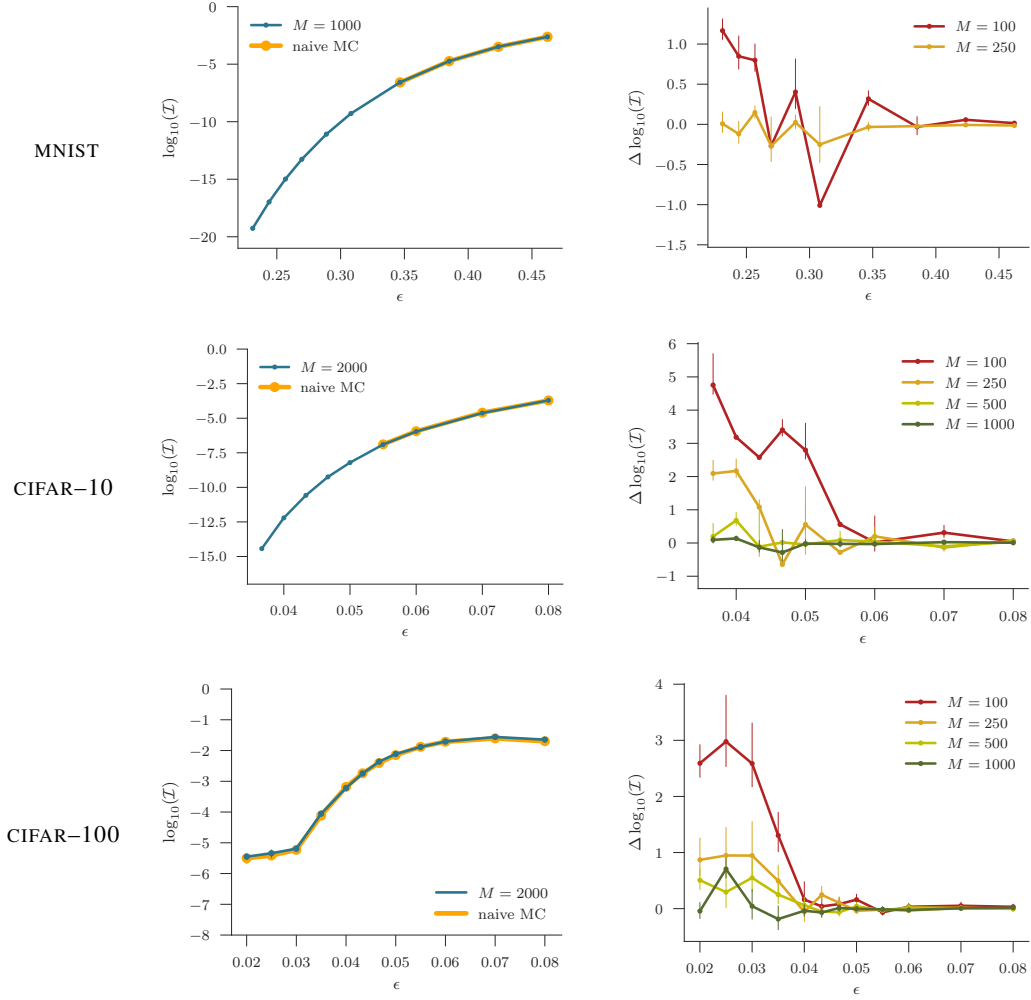 MNIST
log₁₀(ℐ)
0
−5
−10
−15
−20
M = 1000
naive MC
0.25 0.30 0.35 0.40 0.45
ϵ
Δ log₁₀(ℐ)
1.0
0.5
0.0
−0.5
−1.0
−1.5
M = 100
M = 250
0.25 0.30 0.35 0.40 0.45
ϵ
CIFAR–10
log₁₀(ℐ)
0.0
−2.5
−5.0
−7.5
−10.0
−12.5
−15.0
M = 2000
naive MC
0.04 0.05 0.06 0.07 0.08
ϵ
Δ log₁₀(ℐ)
6
5
4
3
2
1
0
−1
M = 100
M = 250
M = 500
M = 1000
0.04 0.05 0.06 0.07 0.08
ϵ
CIFAR–100
log₁₀(ℐ)
0
−1
−2
−3
−4
−5
−6
−7
−8
M = 2000
naive MC
0.02 0.03 0.04 0.05 0.06 0.07 0.08
ϵ
Δ log₁₀(ℐ)
4
3
2
1
0
M = 100
M = 250
M = 500
M = 1000
0.02 0.03 0.04 0.05 0.06 0.07 0.08
ϵ